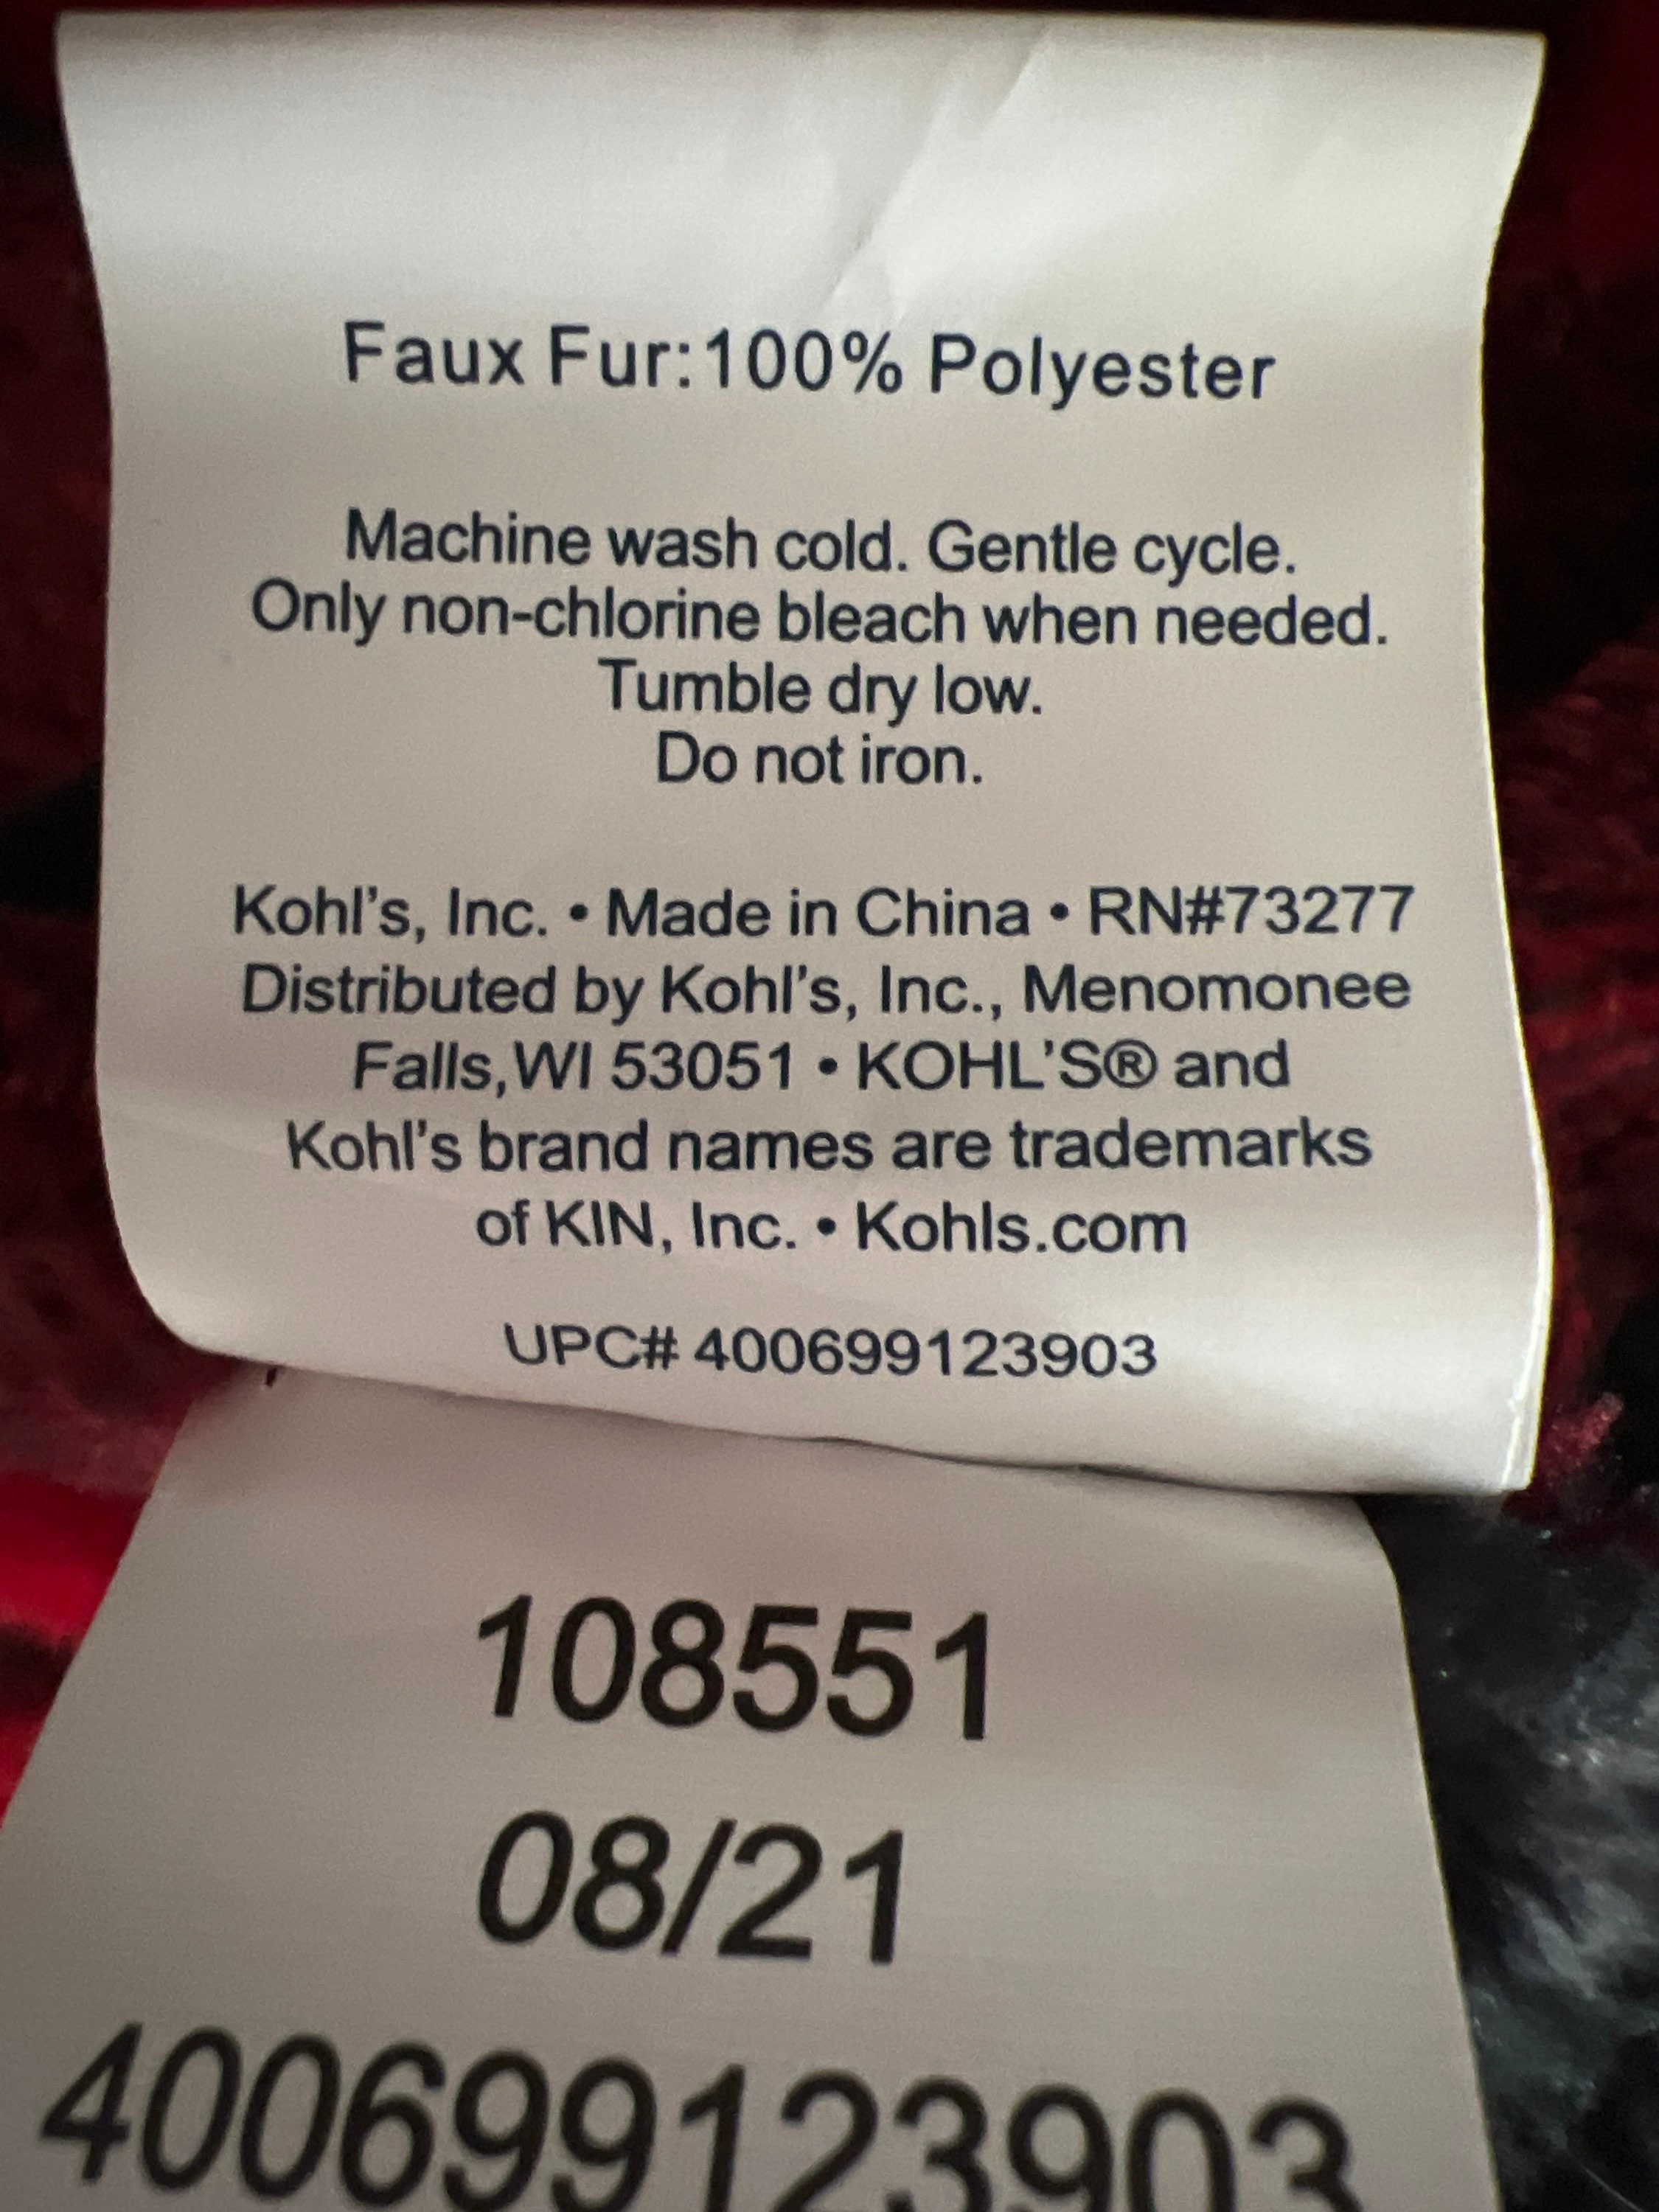 Faux Fur:100% Polyester
Machine wash cold. Gentle cycle.
Only non-chlorine bleach when needed.
Tumble dry low.
Do not iron.
Kohl's, Inc. • Made in China • RN#73277
Distributed by Kohl's, Inc., Menomonee
Falls,WI 53051 • KOHL'S® and
Kohl's brand names are trademarks
of KIN, Inc. • Kohls.com
UPC# 400699123903
108551
08/21
400699123903